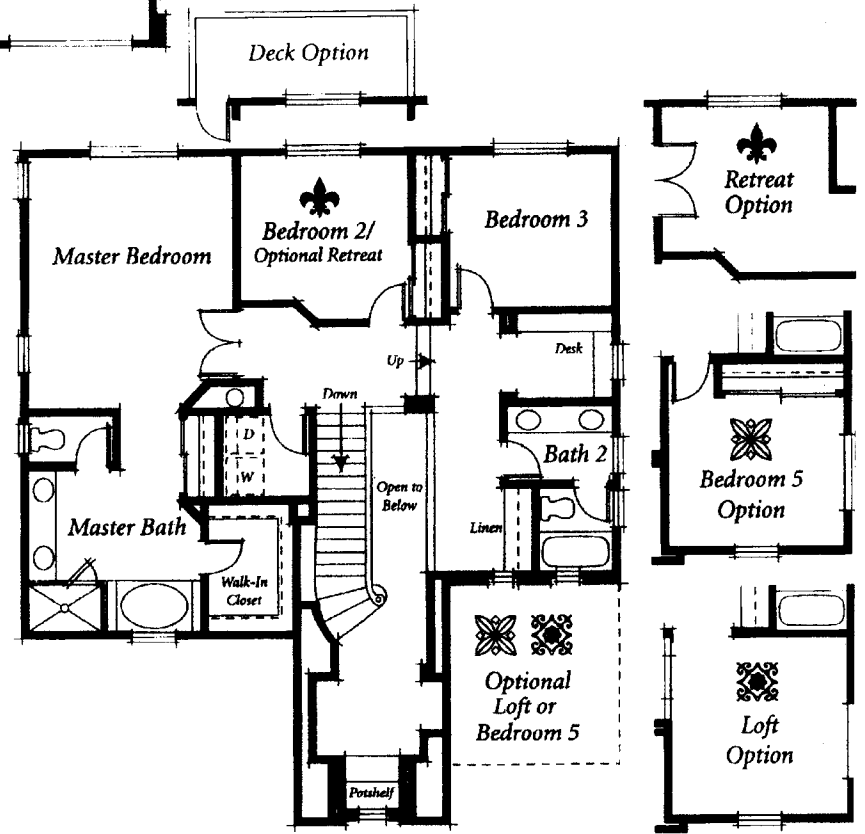 Deck Option
Master Bedroom
Bedroom 2/
Optional Retreat
Bedroom 3
Retreat
Option
Up
Desk
Down
D
W
Bath 2
Open to
Below
Linen
Master Bath
Walk-In
Closet
Bedroom 5
Option
Optional
Loft or
Bedroom 5
Loft
Option
Potshelf